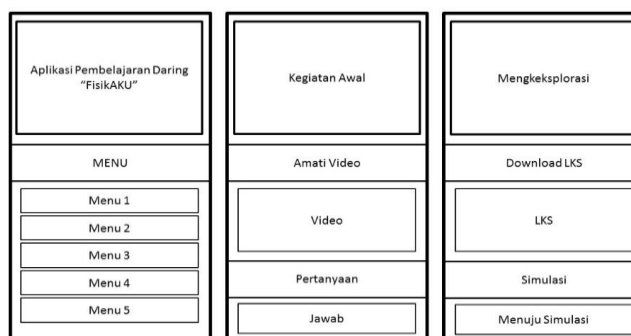 Aplikasi Pembelajaran Daring
“FisikAKU”
MENU
Menu 1
Menu 2
Menu 3
Menu 4
Menu 5
Kegiatan Awal
Amati Video
Video
Pertanyaan
Jawab
Mengkeksplorasi
Download LKS
LKS
Simulasi
Menuju Simulasi